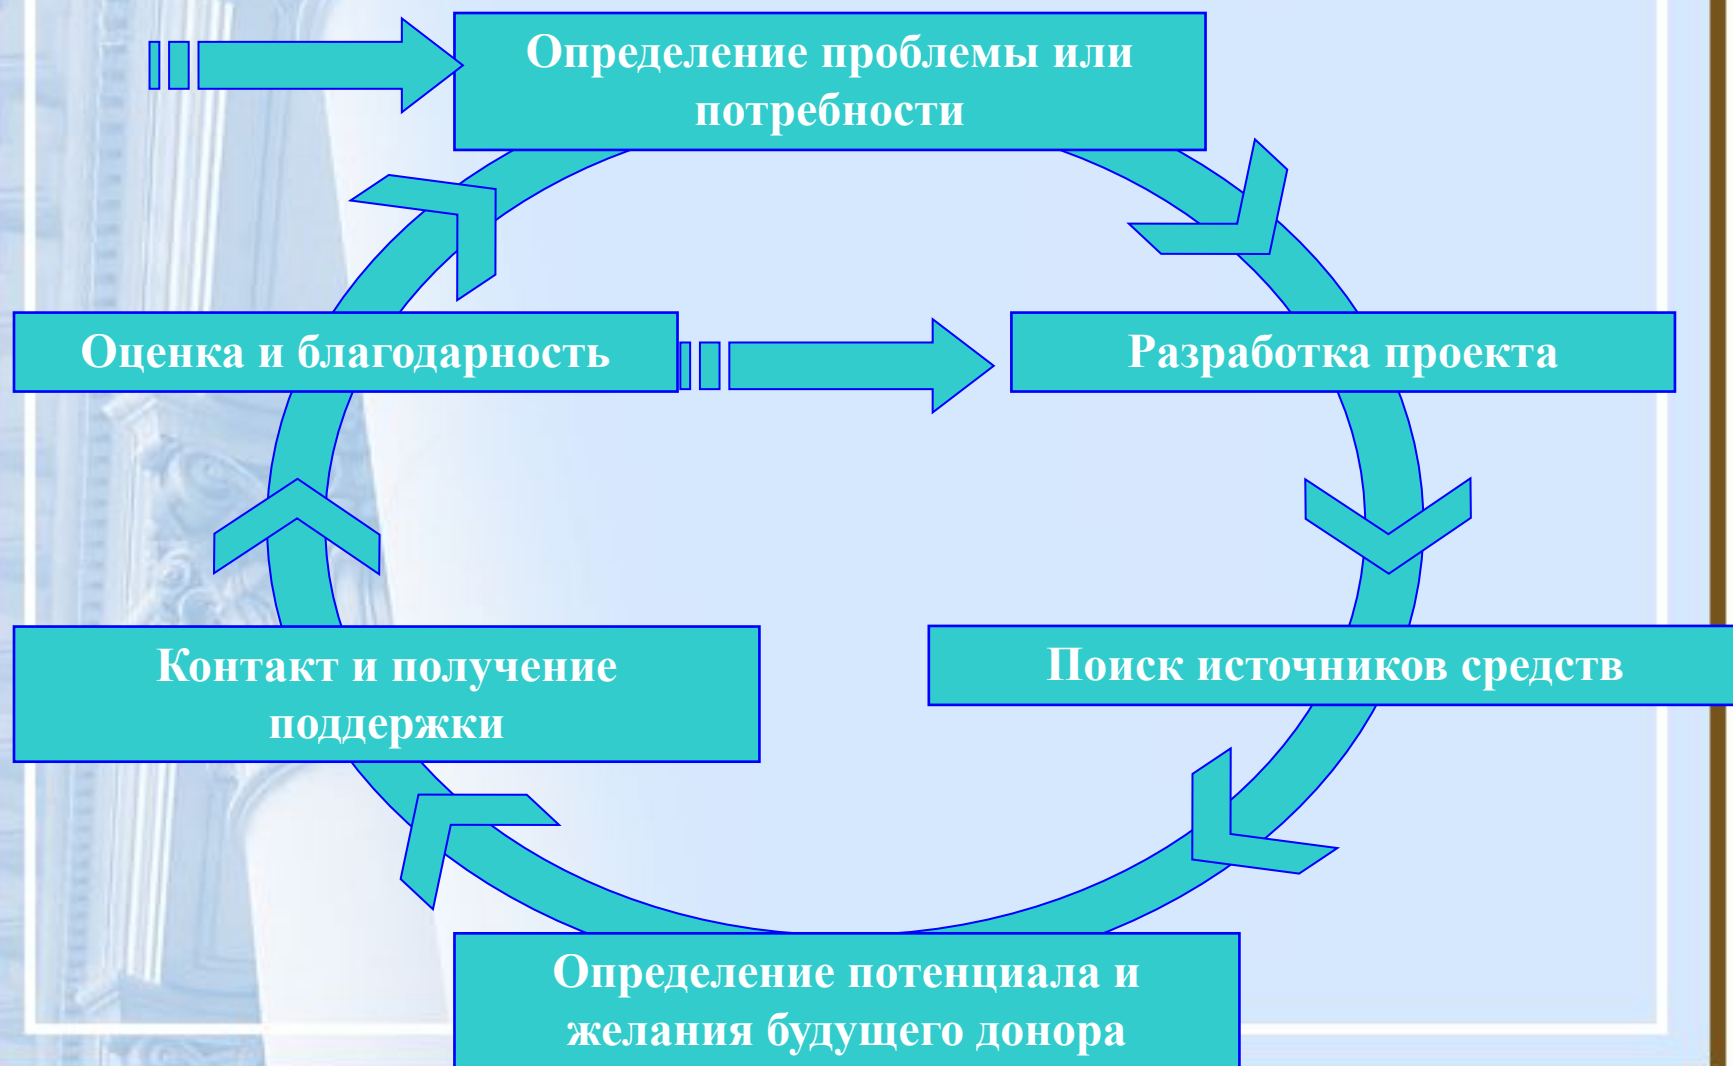 Определение проблемы или
потребности
Оценка и благодарность
Разработка проекта
Контакт и получение
поддержки
Поиск источников средств
Определение потенциала и
желания будущего донора